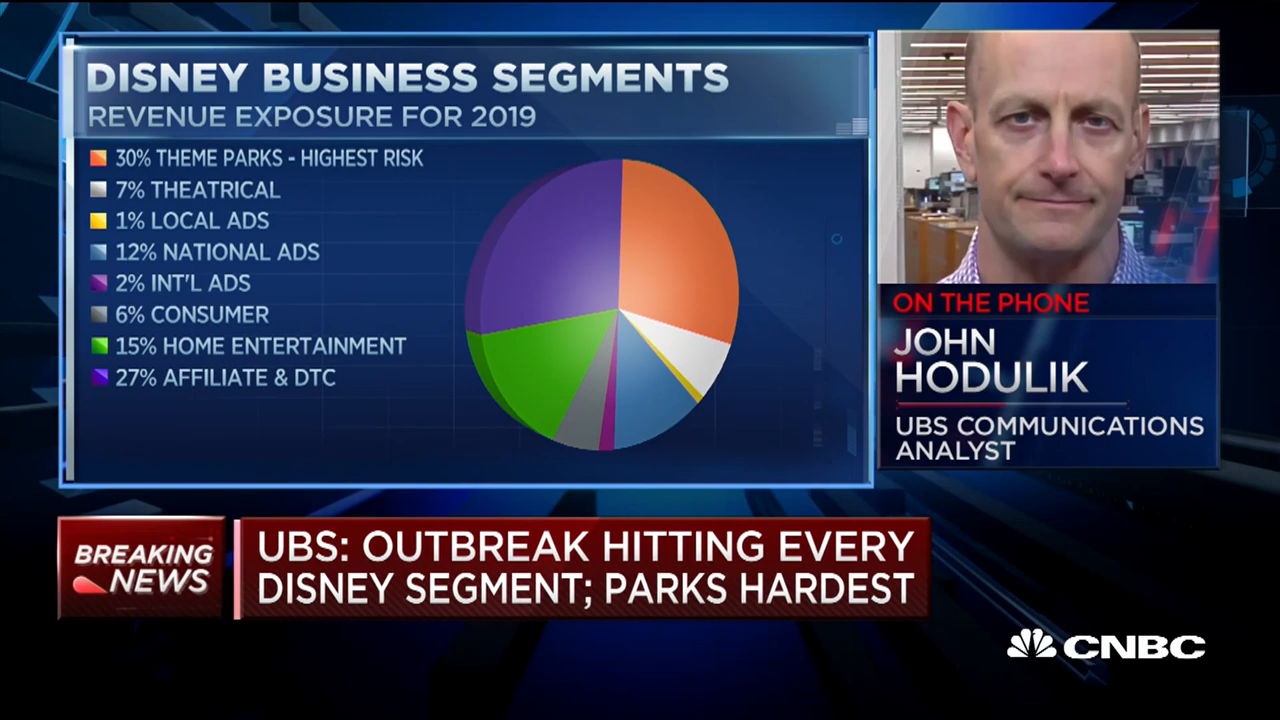 DISNEY BUSINESS SEGMENTS
REVENUE EXPOSURE FOR 2019
30% THEME PARKS - HIGHEST RISK
7% THEATRICAL
1% LOCAL ADS
12% NATIONAL ADS
2% INT'L ADS
6% CONSUMER
15% HOME ENTERTAINMENT
27% AFFILIATE & DTC
ON THE PHONE
JOHN
HODULIK
UBS COMMUNICATIONS
ANALYST
BREAKING
NEWS
UBS: OUTBREAK HITTING EVERY
DISNEY SEGMENT; PARKS HARDEST
CNBC